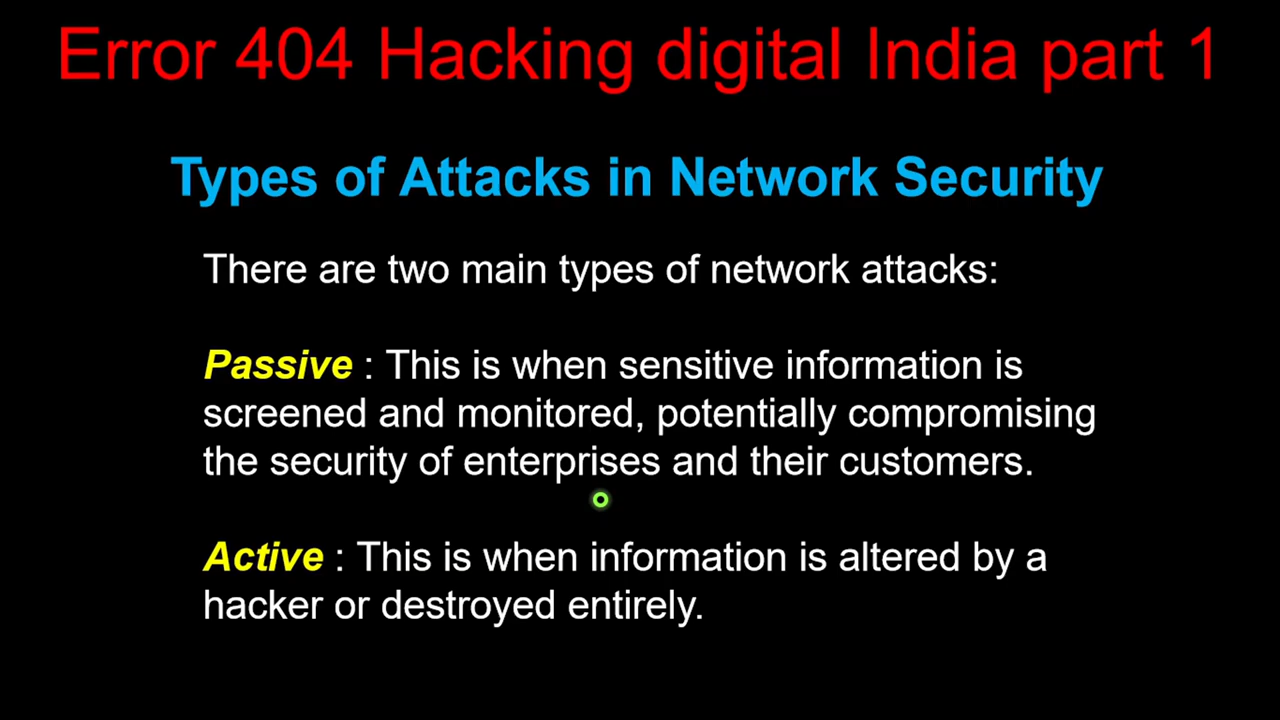 Error 404 Hacking digital India part 1
Types of Attacks in Network Security
There are two main types of network attacks:
Passive : This is when sensitive information is
screened and monitored, potentially compromising
the security of enterprises and their customers.
Active : This is when information is altered by a
hacker or destroyed entirely.